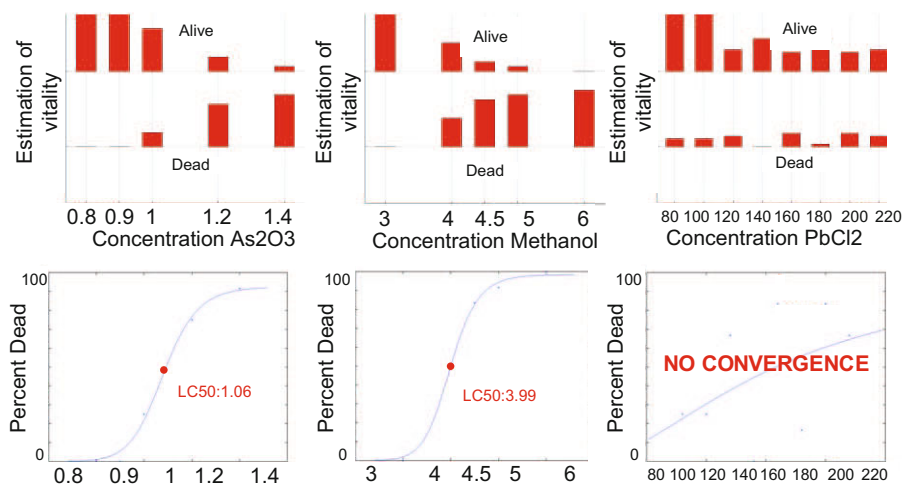 Estimation of
vitality
Alive
Dead
0.8 0.9 1 1.2 1.4
Concentration As2O3
Estimation of
vitality
Alive
Dead
3 4 4.5 5 6
Concentration Methanol
Estimation of
vitality
Alive
Dead
80 100 120 140 160 180 200 220
Concentration PbCl2
Percent Dead
100
0
LC50:1.06
0.8 0.9 1 1.2 1.4
Percent Dead
100
0
LC50:3.99
3 4 4.5 5 6
Percent Dead
100
0
NO CONVERGENCE
80 100 120 140 160 180 200 220